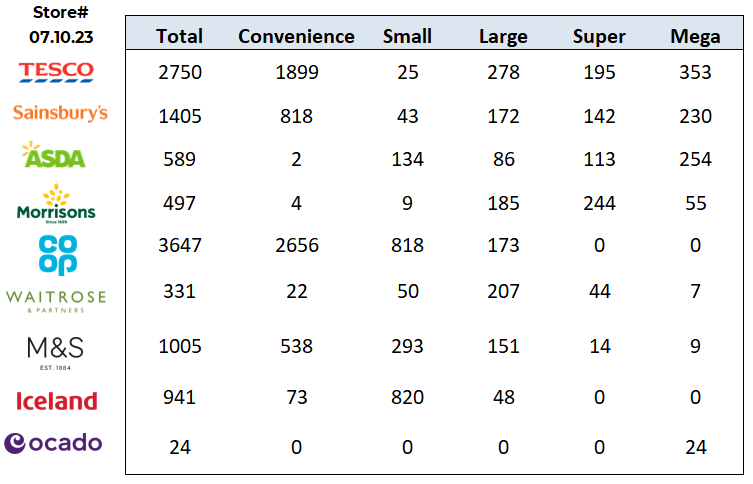 Store#
07.10.23
Total Convenience Small Large Super Mega
TESCO 2750 1899 25 278 195 353
Sainsbury's 1405 818 43 172 142 230
ASDA 589 2 134 86 113 254
Morrisons 497 4 9 185 244 55
Since 1899
CO
OP 3647 2656 818 173 0 0
WAITROSE 331 22 50 207 44 7
& PARTNERS
M&S 1005 538 293 151 14 9
EST. 1884
Iceland 941 73 820 48 0 0
ocado 24 0 0 0 0 24